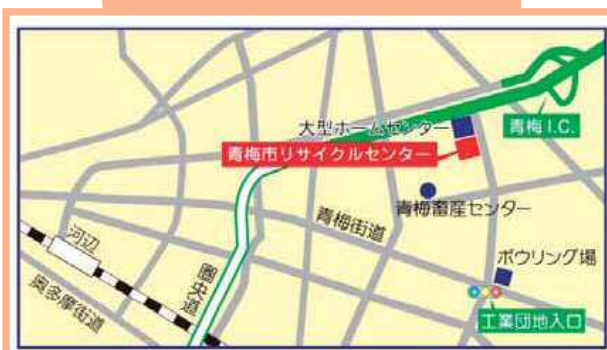 大型ホームセンター
青梅I.C.
青梅市リサイクルセンター
青梅畜産センター
青梅街道
ボウリング場
河辺
圏央道
奥多摩街道
工業団地入口